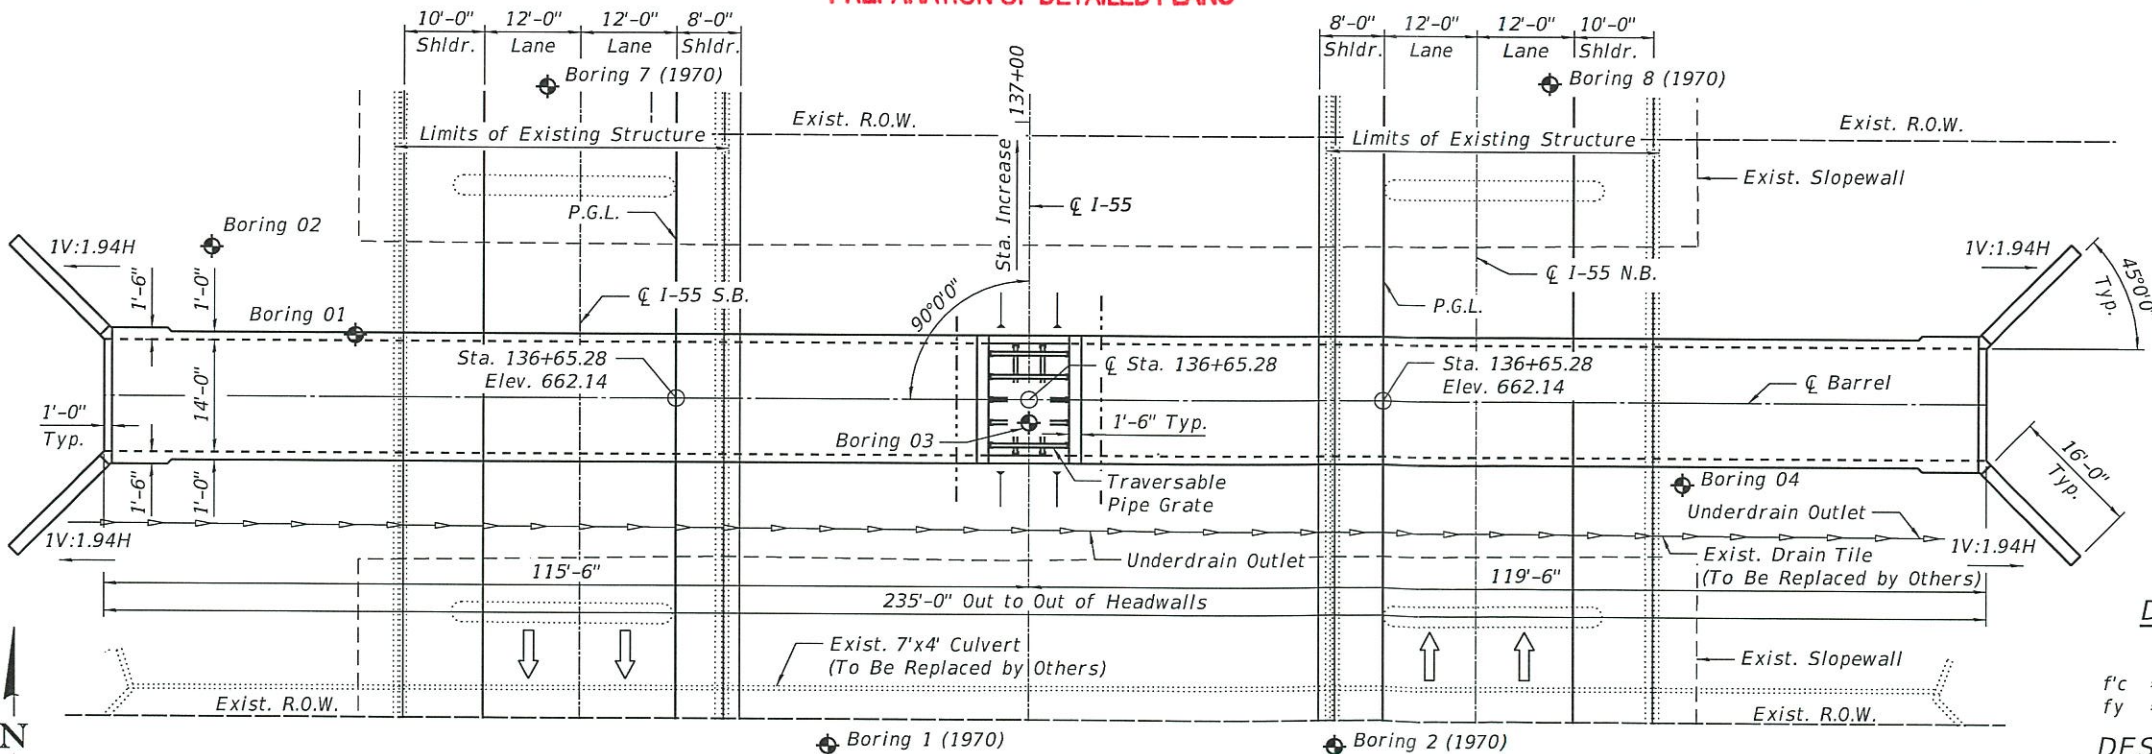 10'-0" 12'-0" 12'-0" 8'-0"
Shldr. Lane Lane Shldr.
8'-0" 12'-0" 12'-0" 10'-0"
Shldr. Lane Lane Shldr.
Boring 7 (1970)
137+00
Boring 8 (1970)
Exist. R.O.W.
Exist. R.O.W.
Limits of Existing Structure
Limits of Existing Structure
Sta. Increase
Exist. Slopewall
P.G.L.
℄ I-55
Boring 02
1V:1.94H
1'-6"
1'-0"
℄ I-55 S.B.
℄ I-55 N.B.
1V:1.94H
45°0'0"
Typ.
90°0'0"
P.G.L.
Boring 01
Sta. 136+65.28
Elev. 662.14
℄ Sta. 136+65.28
Sta. 136+65.28
Elev. 662.14
℄ Barrel
14'-0"
1'-0"
Typ.
Boring 03
1'-6" Typ.
16'-0"
Typ.
1'-6"
1'-0"
Traversable
Pipe Grate
Boring 04
Underdrain Outlet
1V:1.94H
Underdrain Outlet
Exist. Drain Tile
(To Be Replaced by Others)
1V:1.94H
115'-6"
119'-6"
235'-0" Out to Out of Headwalls
Exist. 7'x4' Culvert
(To Be Replaced by Others)
Exist. Slopewall
Exist. R.O.W.
Exist. R.O.W.
N
f'c
fy
Boring 1 (1970)
Boring 2 (1970)